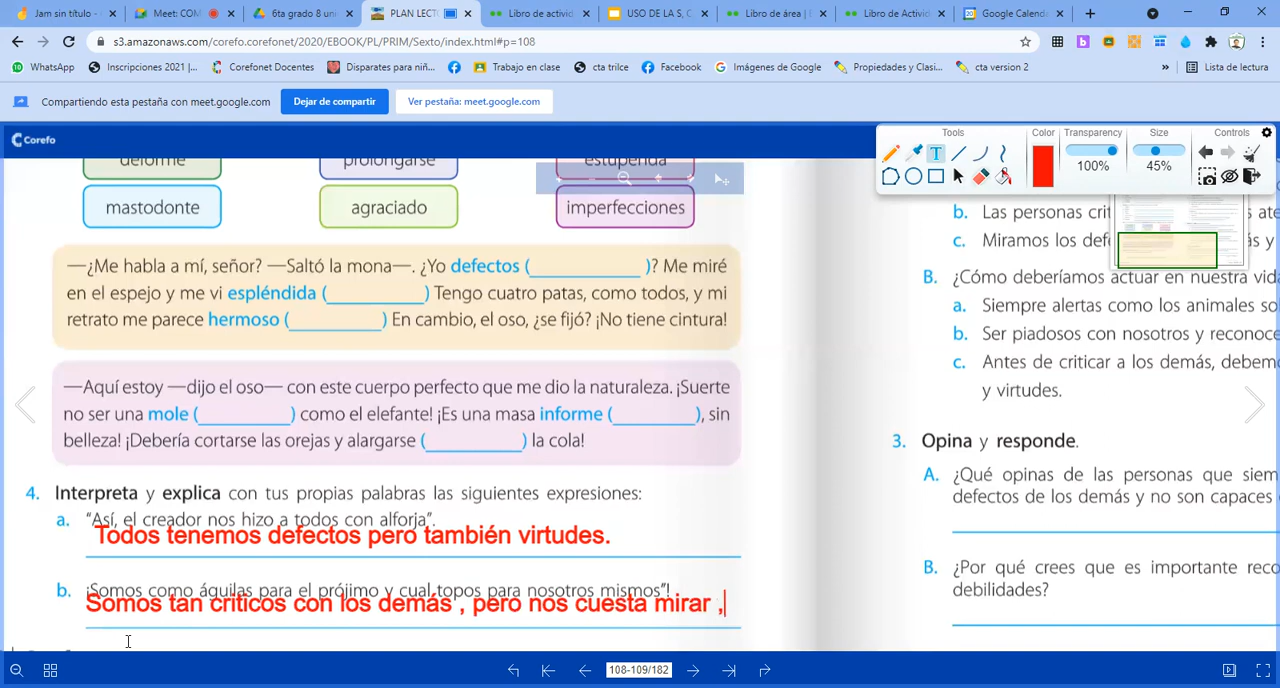 Jam sin título -
Meet: COM
6ta grado 8 uni
PLAN LECT
Libro de activid
USO DE LA S, C
Libro de área | E
Libro de Activid
Google Calenda
s3.amazonaws.com/corefo.corefonet/2020/EBOOK/PL/PRIM/Sexto/index.html#p=108
WhatsApp
Inscripciones 2021 |...
Corefonet Docentes
Disparates para niñ...
Trabajo en clase
cta trilce
Facebook
Imágenes de Google
Propiedades y Clasi...
cta version 2
»
Lista de lectura
Compartiendo esta pestaña con meet.google.com
Dejar de compartir
Ver pestaña: meet.google.com
Corefo
Tools
Color
Transparency
Size
Controls
100%
45%
deforme
prolongarse
estupenda
mastodonte
agraciado
imperfecciones
—¿Me habla a mí, señor? —Saltó la mona—. ¿Yo defectos (__________)? Me miré
en el espejo y me vi espléndida (__________) Tengo cuatro patas, como todos, y mi
retrato me parece hermoso (__________) En cambio, el oso, ¿se fijó? ¡No tiene cintura!
—Aquí estoy —dijo el oso— con este cuerpo perfecto que me dio la naturaleza. ¡Suerte
no ser una mole (__________) como el elefante! ¡Es una masa informe (__________), sin
belleza! ¡Debería cortarse las orejas y alargarse (__________) la cola!
4. Interpreta y explica con tus propias palabras las siguientes expresiones:
a. "Así, el creador nos hizo a todos con alforja".
Todos tenemos defectos pero también virtudes.
b. ¡Somos como águilas para el prójimo y cual topos para nosotros mismos"!
Somos tan críticos con los demás , pero nos cuesta mirar ,
b. Las personas crit
s ate
c. Miramos los defe
ás y
B. ¿Cómo deberíamos actuar en nuestra vida
a. Siempre alertas como los animales so
b. Ser piadosos con nosotros y reconoce
c. Antes de criticar a los demás, debemo
y virtudes.
3. Opina y responde.
A. ¿Qué opinas de las personas que siem
defectos de los demás y no son capaces
B. ¿Por qué crees que es importante reco
debilidades?
108-109/182